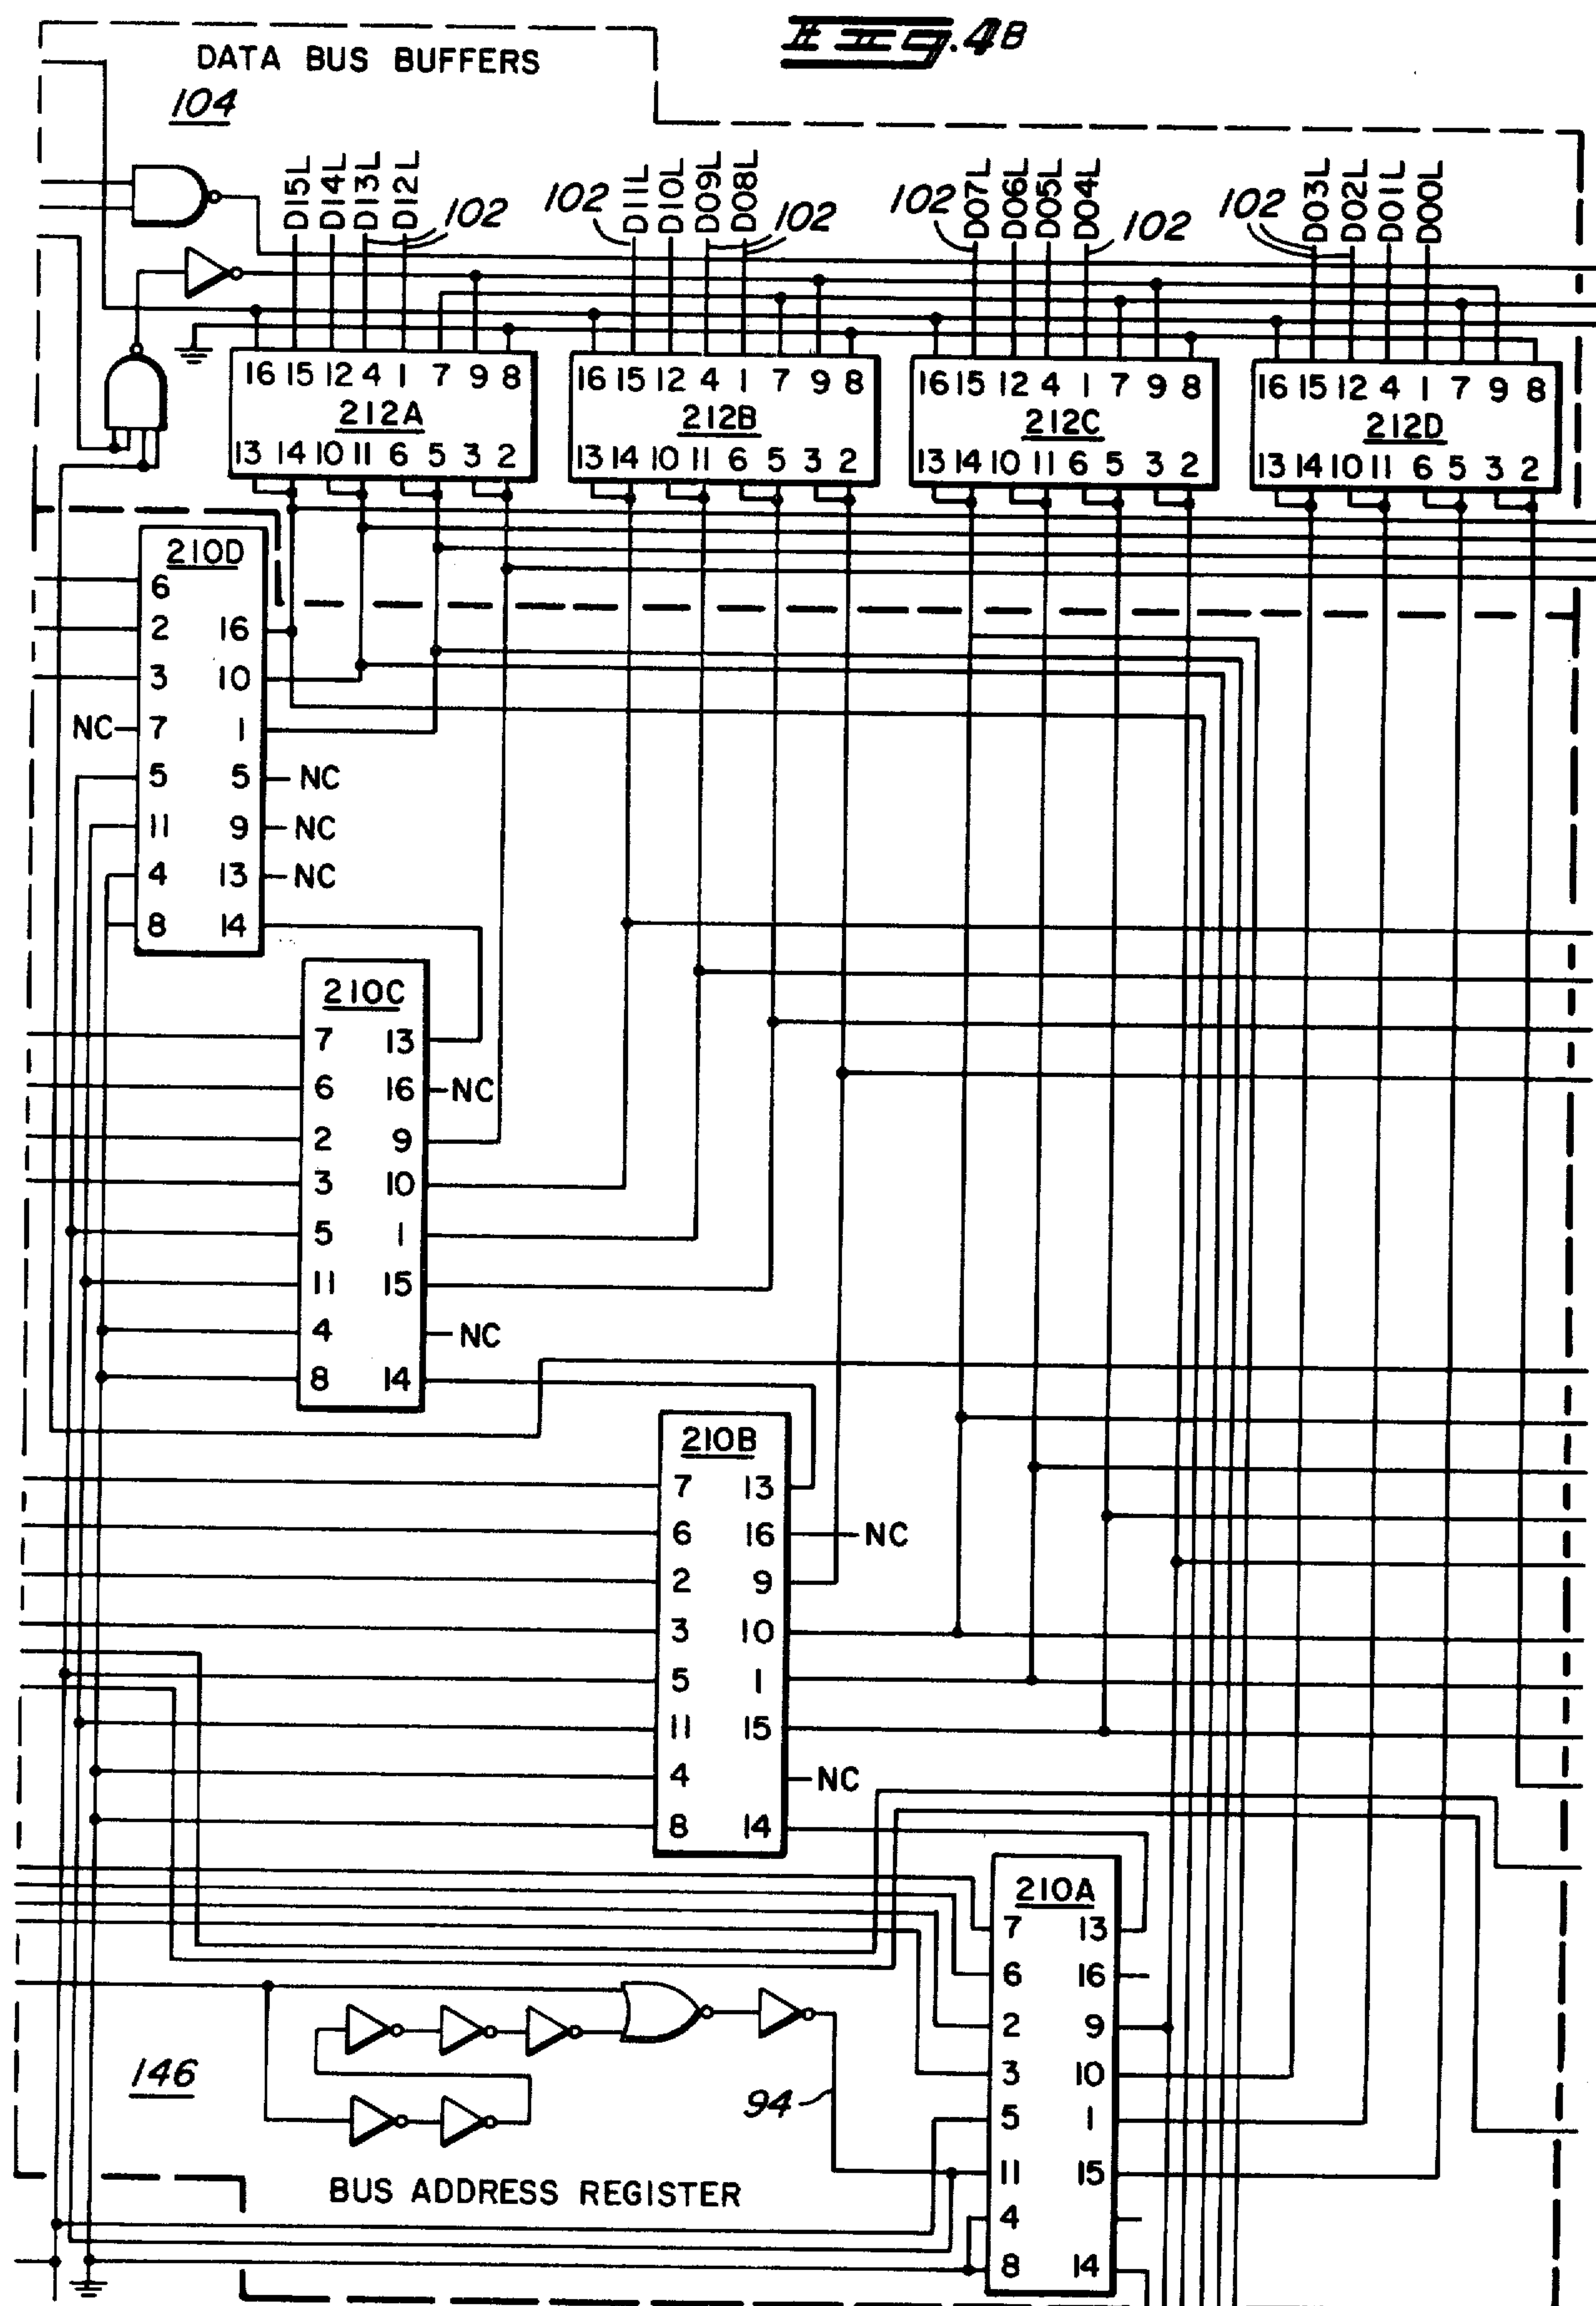 Fig. 4B
DATA BUS BUFFERS
104
D15L D14L D13L D12L 102
102 D11L D10L D09L D08L 102
102 D07L D06L D05L D04L 102
102 D03L D02L D01L D00L
16 15 12 4 1 7 9 8
212A
13 14 10 11 6 5 3 2
16 15 12 4 1 7 9 8
212B
13 14 10 11 6 5 3 2
16 15 12 4 1 7 9 8
212C
13 14 10 11 6 5 3 2
16 15 12 4 1 7 9 8
212D
13 14 10 11 6 5 3 2
210D
6
2 16
3 10
NC 7 1
5 5 NC
11 9 NC
4 13 NC
8 14
210C
7 13
6 16 NC
2 9
3 10
5 1
11 15
4 NC
8 14
210B
7 13
6 16 NC
2 9
3 10
5 1
11 15
4 NC
8 14
210A
7 13
6 16
2 9
3 10
5 1
11 15
4
8 14
146
94
BUS ADDRESS REGISTER